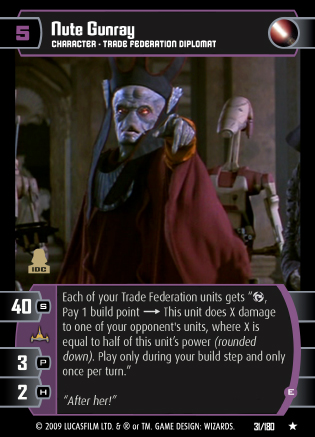 5
Nute Gunray
CHARACTER - TRADE FEDERATION DIPLOMAT
IDC
40 S
3 P
2 H
Each of your Trade Federation units gets ",
Pay 1 build point → This unit does X damage
to one of your opponent's units, where X is
equal to half of this unit's power (rounded
down). Play only during your build step and only
once per turn."
"After her!"
E
© 2009 LUCASFILM LTD. & ® OR TM. GAME DESIGN: WIZARDS.
31/180